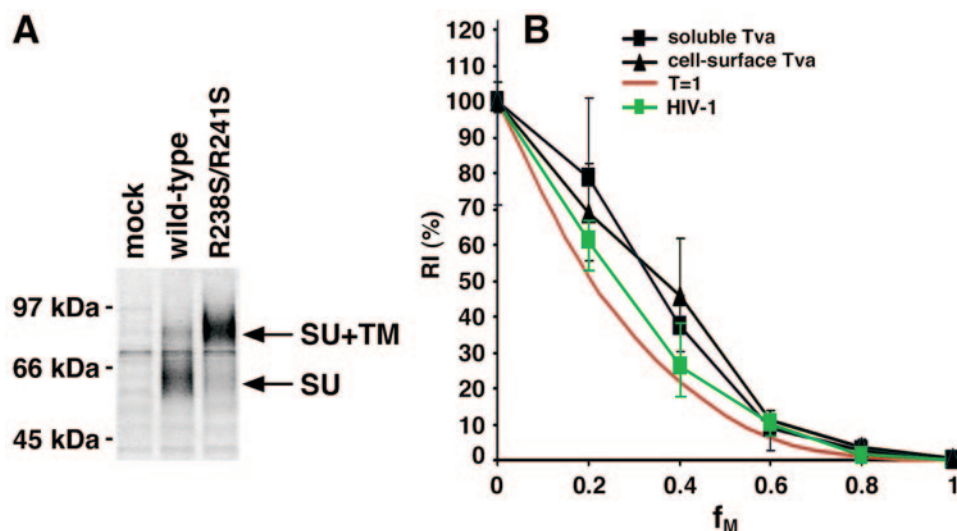 A
mock
wild-type
R238S/R241S
97 kDa -
66 kDa -
45 kDa -
SU+TM
SU
B
soluble Tva
cell-surface Tva
T=1
HIV-1
RI (%)
120
110
100
90
80
70
60
50
40
30
20
10
0
0 0.2 0.4 0.6 0.8 1
fM